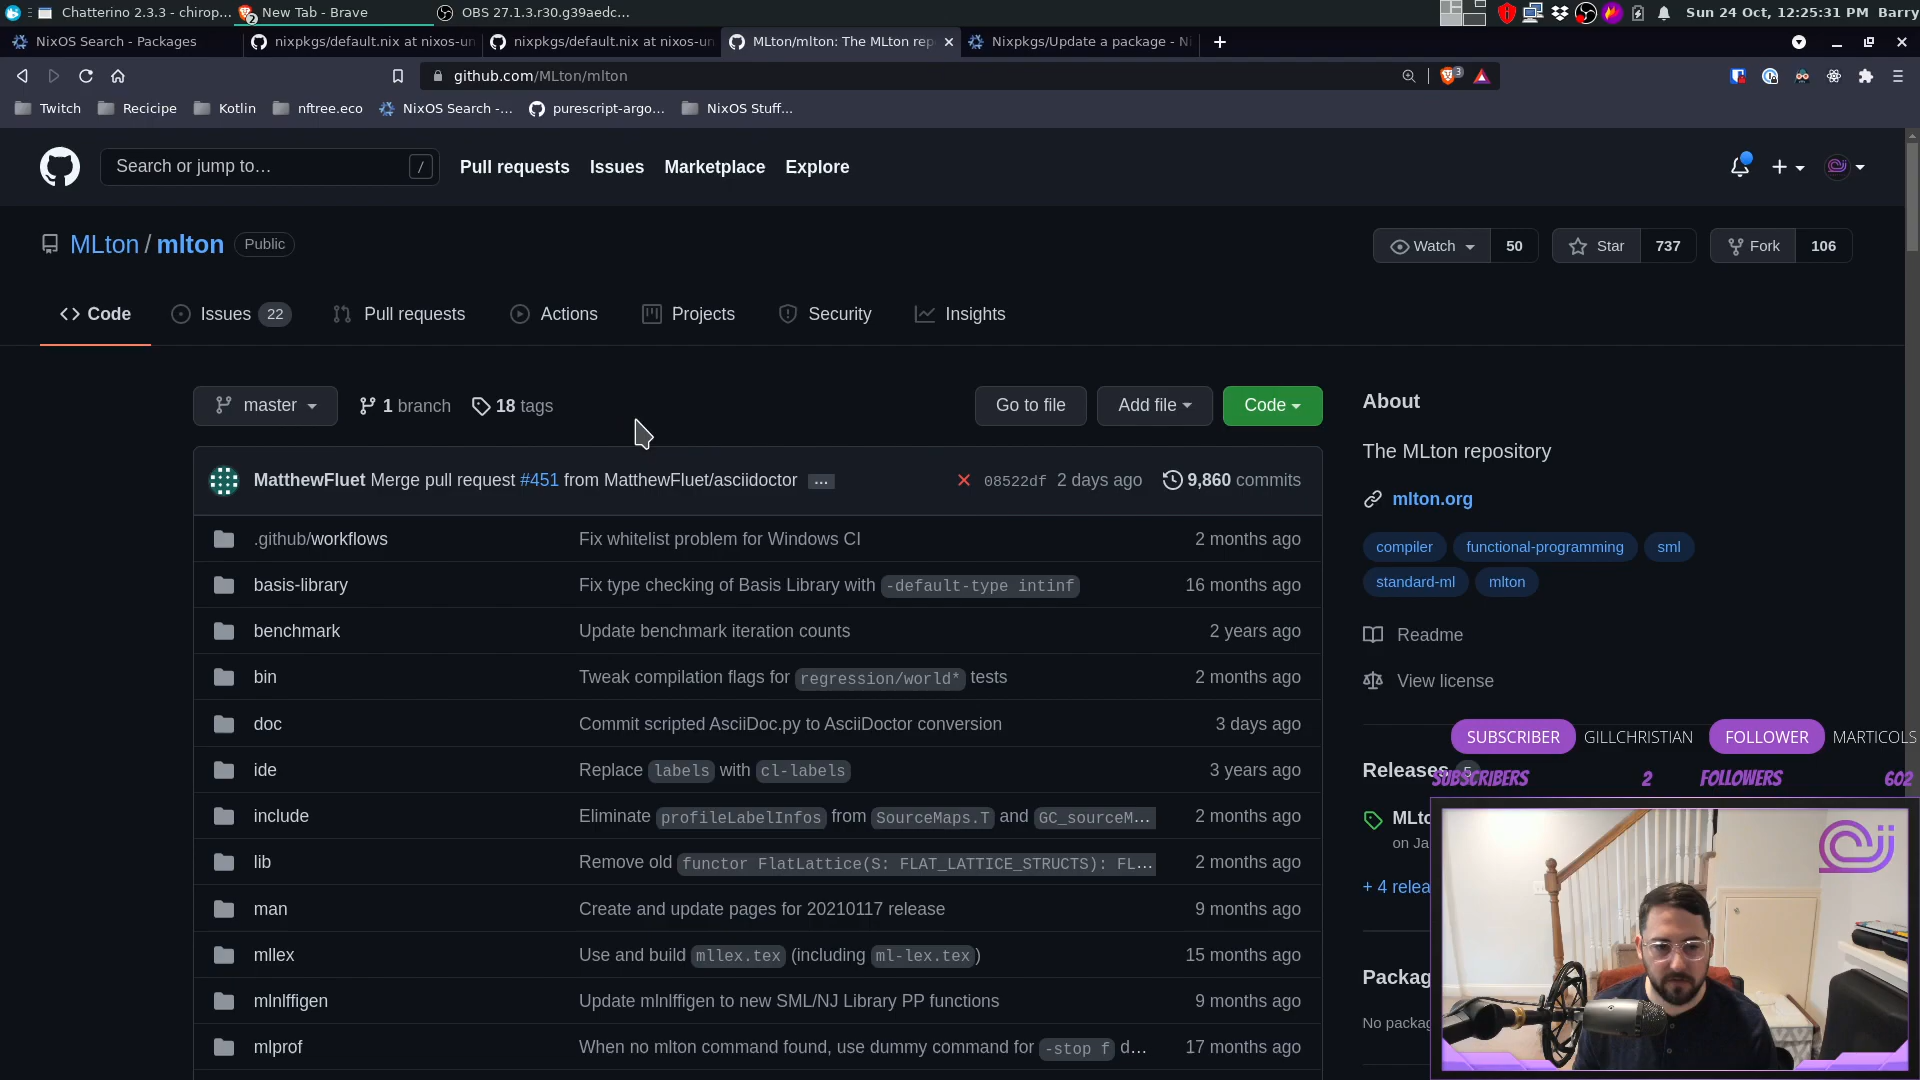 Chatterino 2.3.3 - chirop...
New Tab - Brave
OBS 27.1.3.r30.g39aedc...
Sun 24 Oct, 12:25:31 PM
Barry
NixOS Search - Packages
nixpkgs/default.nix at nixos-un
nixpkgs/default.nix at nixos-un
MLton/mlton: The MLton rep
Nixpkgs/Update a package - Ni
github.com/MLton/mlton
3
Twitch
Recicipe
Kotlin
nftree.eco
NixOS Search -...
purescript-argo...
NixOS Stuff...
Search or jump to…
/
Pull requests
Issues
Marketplace
Explore
MLton / mlton
Public
Watch
50
Star
737
Fork
106
Code
Issues
22
Pull requests
Actions
Projects
Security
Insights
master
1 branch
18 tags
Go to file
Add file
Code
MatthewFluet Merge pull request #451 from MatthewFluet/asciidoctor ...
08522df 2 days ago
9,860 commits
.github/workflows
Fix whitelist problem for Windows CI
2 months ago
basis-library
Fix type checking of Basis Library with -default-type intinf
16 months ago
benchmark
Update benchmark iteration counts
2 years ago
bin
Tweak compilation flags for regression/world* tests
2 months ago
doc
Commit scripted AsciiDoc.py to AsciiDoctor conversion
3 days ago
ide
Replace labels with cl-labels
3 years ago
include
Eliminate profileLabelInfos from SourceMaps.T and GC_sourceM…
2 months ago
lib
Remove old functor FlatLattice(S: FLAT_LATTICE_STRUCTS): FL…
2 months ago
man
Create and update pages for 20210117 release
9 months ago
mllex
Use and build mllex.tex (including ml-lex.tex)
15 months ago
mlnlffigen
Update mlnlffigen to new SML/NJ Library PP functions
9 months ago
mlprof
When no mlton command found, use dummy command for -stop f d…
17 months ago
About
The MLton repository
mlton.org
compiler
functional-programming
sml
standard-ml
mlton
Readme
View license
Releases 5
MLto
on Ja
+ 4 relea
Packag
No packag
SUBSCRIBER
GILLCHRISTIAN
FOLLOWER
MARTICOLS
SUBSCRIBERS
2
FOLLOWERS
602